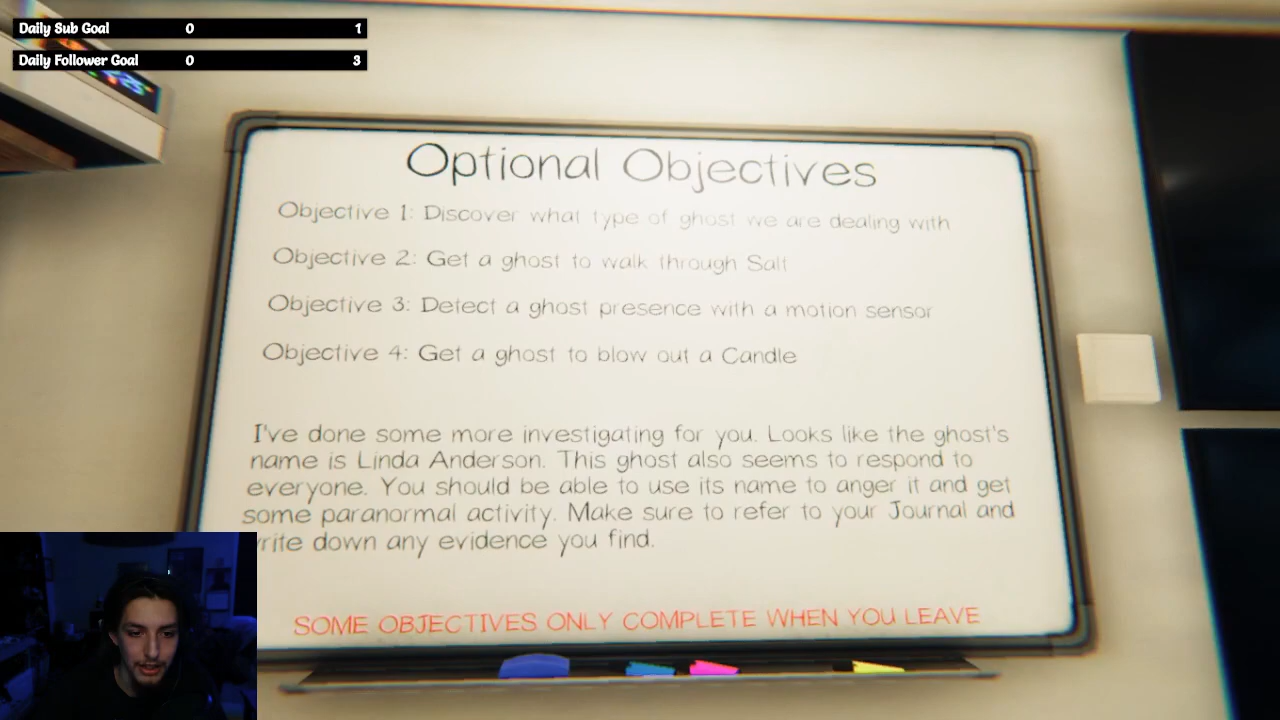 Daily Sub Goal 0 1
Daily Follower Goal 0 3
Optional Objectives
Objective 1: Discover what type of ghost we are dealing with
Objective 2: Get a ghost to walk through Salt
Objective 3: Detect a ghost presence with a motion sensor
Objective 4: Get a ghost to blow out a Candle
I've done some more investigating for you. Looks like the ghost's
name is Linda Anderson. This ghost also seems to respond to
everyone. You should be able to use its name to anger it and get
some paranormal activity. Make sure to refer to your Journal and
write down any evidence you find.
SOME OBJECTIVES ONLY COMPLETE WHEN YOU LEAVE